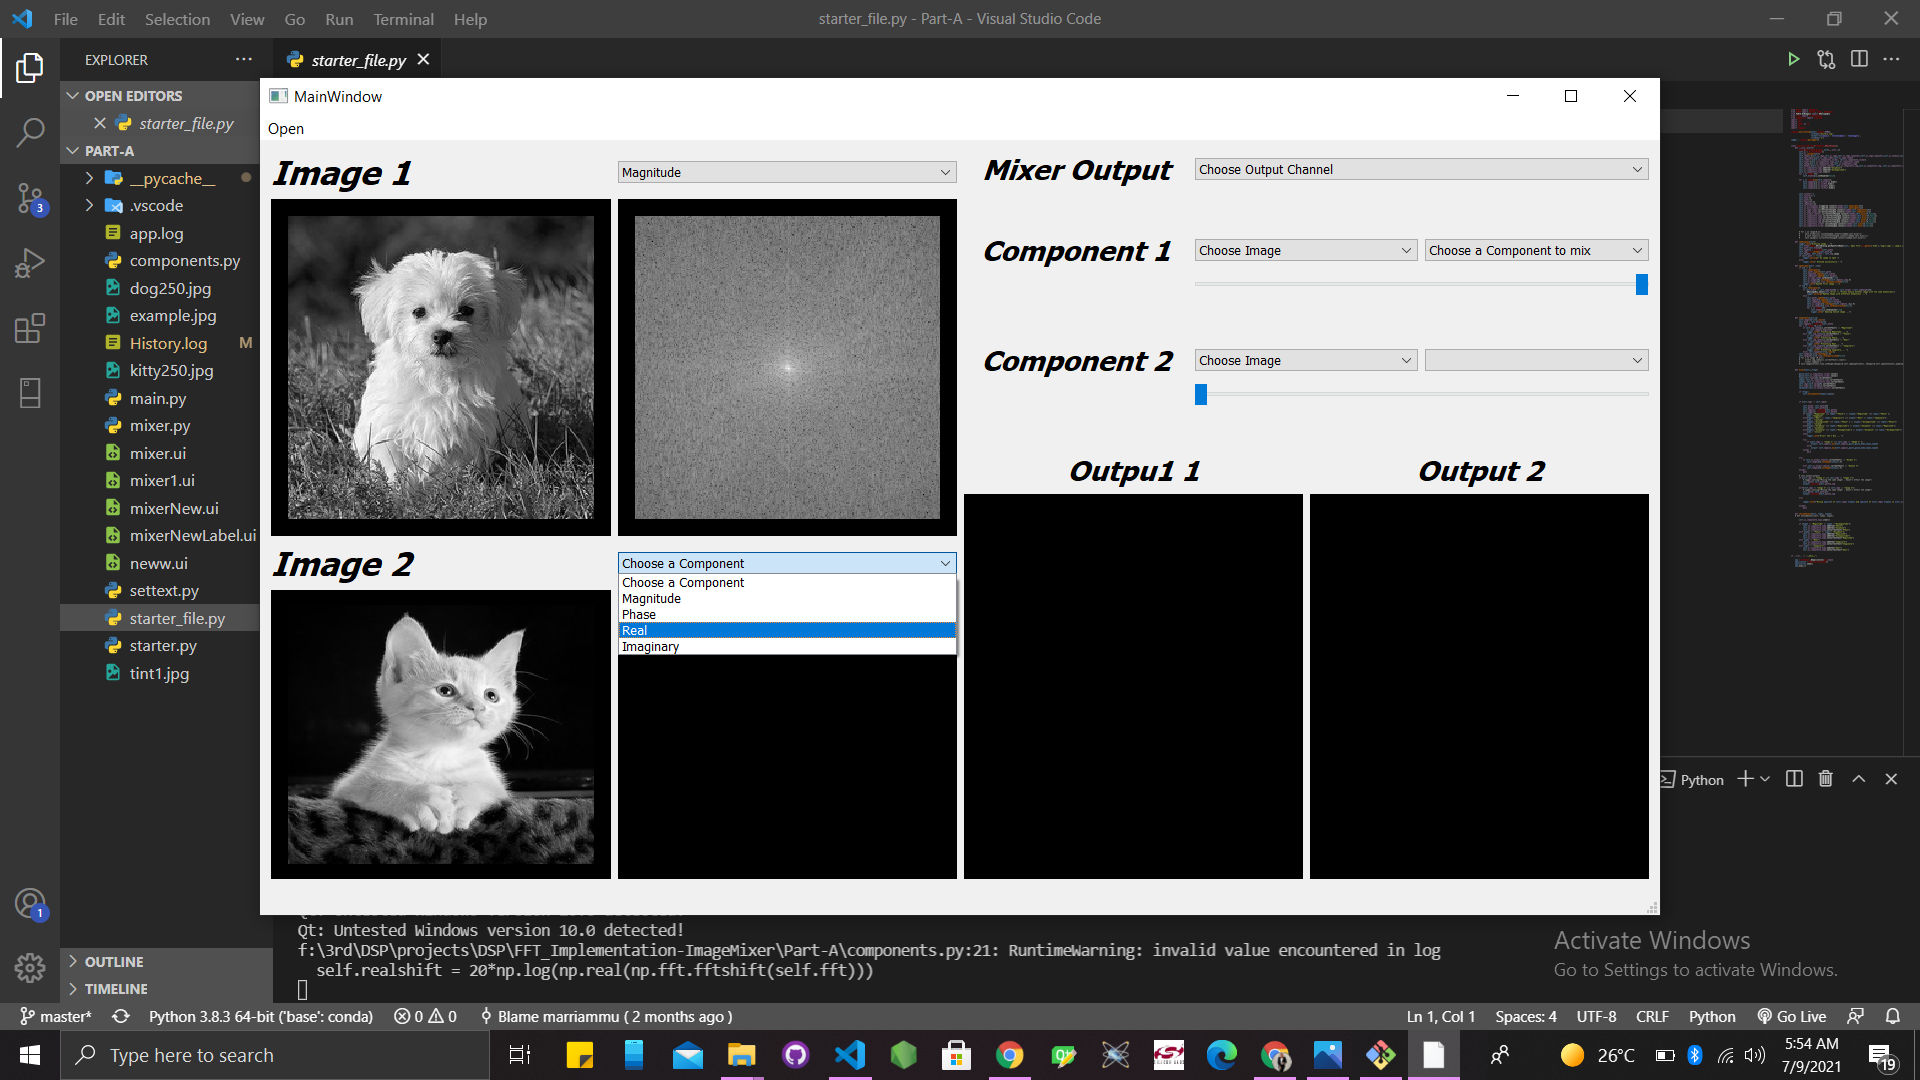 File Edit Selection View Go Run Terminal Help
starter_file.py - Part-A - Visual Studio Code
EXPLORER
starter_file.py
OPEN EDITORS
starter_file.py
PART-A
__pycache__
.vscode
app.log
components.py
dog250.jpg
example.jpg
History.log M
kitty250.jpg
main.py
mixer.py
mixer.ui
mixer1.ui
mixerNew.ui
mixerNewLabel.ui
neww.ui
settext.py
starter_file.py
starter.py
tint1.jpg
OUTLINE
TIMELINE
3
1
MainWindow
Open
Image 1
Magnitude
Mixer Output
Choose Output Channel
Component 1
Choose Image
Choose a Component to mix
Component 2
Choose Image
Outpu1 1
Output 2
Image 2
Choose a Component
Choose a Component
Magnitude
Phase
Real
Imaginary
Python
Qt: Untested Windows version 10.0 detected!
f:\3rd\DSP\projects\DSP\FFT_Implementation-ImageMixer\Part-A\components.py:21: RuntimeWarning: invalid value encountered in log
self.realshift = 20*np.log(np.real(np.fft.fftshift(self.fft)))
Activate Windows
Go to Settings to activate Windows.
master* Python 3.8.3 64-bit ('base': conda) 0 0 Blame marriammu ( 2 months ago )
Ln 1, Col 1 Spaces: 4 UTF-8 CRLF Python Go Live
Type here to search
26°C
5:54 AM
7/9/2021
19